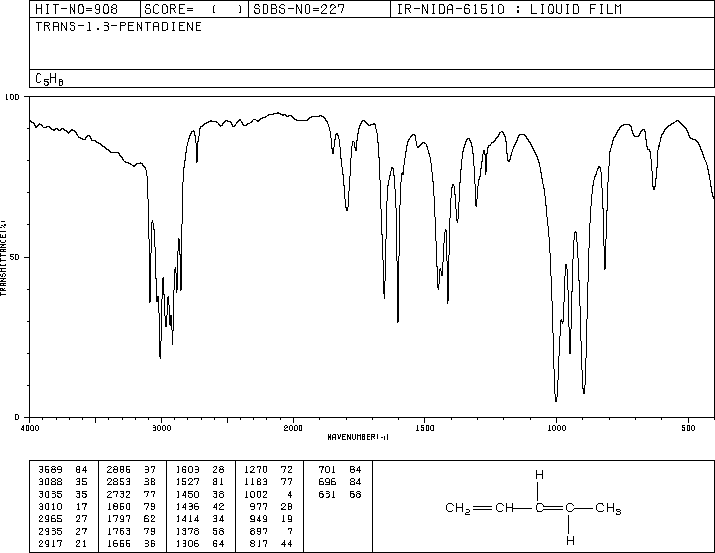 HIT-NO=908 SCORE= ( ) SDBS-NO=227 IR-NIDA-61510 : LIQUID FILM
TRANS-1.3-PENTADIENE
C5H8
100
50
0
TRANSMITTANCE(%)
4000 3000 2000 1500 1000 500
WAVENUMBER(-1)
3589 84 2886 37 1603 28 1270 72 701 84
3088 35 2853 38 1527 81 1183 77 696 84
3035 35 2732 77 1450 38 1002 4 631 68
3010 17 1860 79 1436 42 977 28
2965 27 1797 62 1414 34 949 19
2935 27 1763 79 1378 58 897 7
2917 21 1656 36 1306 64 817 44
H
CH2 CH C C CH3
H